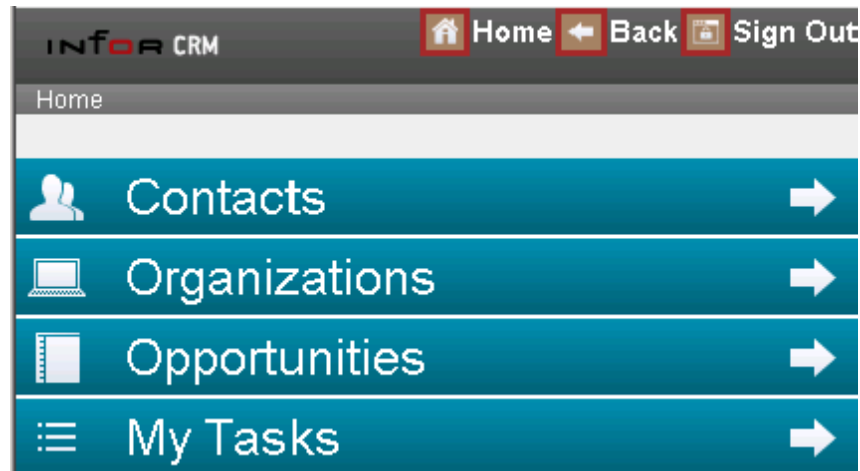 Infor CRM Home Back Sign Out
Home
Contacts
Organizations
Opportunities
My Tasks